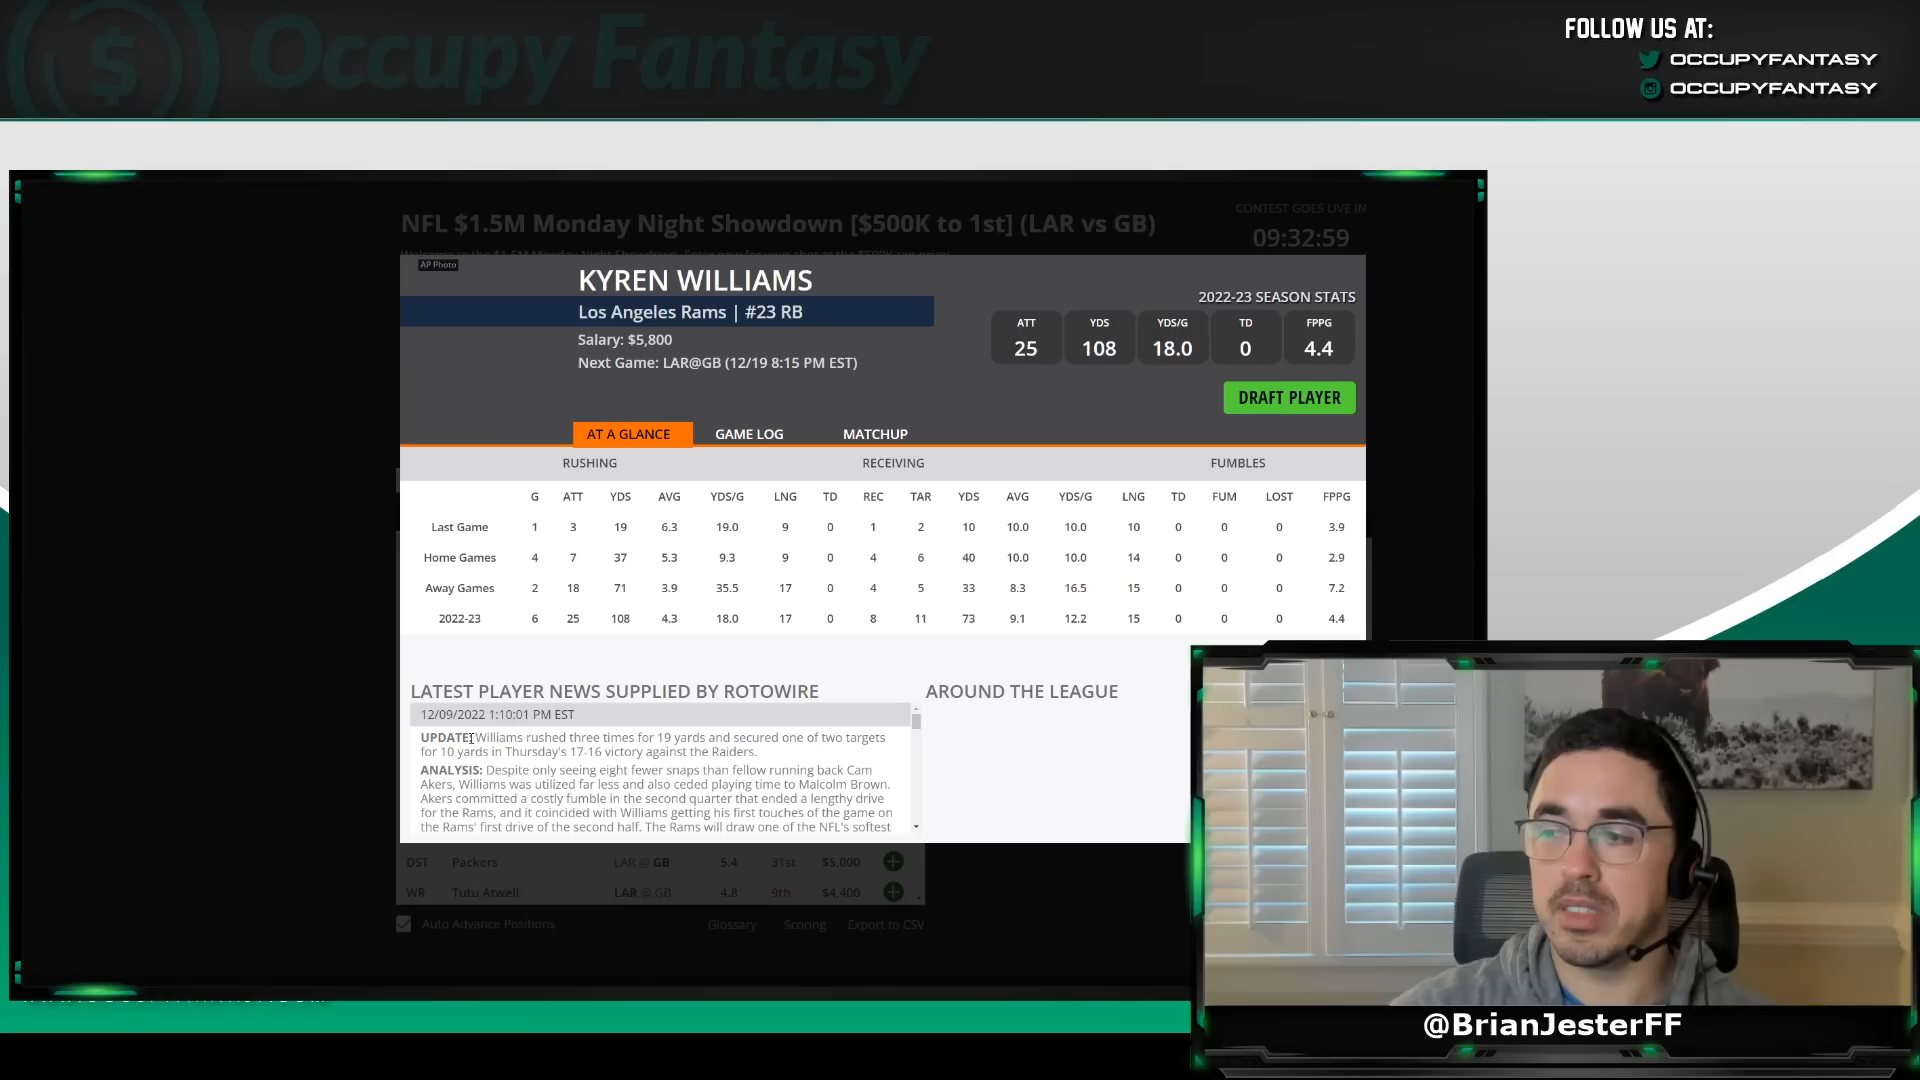 Occupy Fantasy
FOLLOW US AT:
OCCUPYFANTASY
OCCUPYFANTASY
NFL $1.5M Monday Night Showdown [$500K to 1st] (LAR vs GB)
CONTEST GOES LIVE IN
09:32:59
AP Photo
KYREN WILLIAMS
Los Angeles Rams | #23 RB
Salary: $5,800
Next Game: LAR@GB (12/19 8:15 PM EST)
2022-23 SEASON STATS
ATT YDS YDS/G TD FPPG
25 108 18.0 0 4.4
DRAFT PLAYER
AT A GLANCE GAME LOG MATCHUP
RUSHING RECEIVING FUMBLES
G ATT YDS AVG YDS/G LNG TD REC TAR YDS AVG YDS/G LNG TD FUM LOST FPPG
Last Game 1 3 19 6.3 19.0 9 0 1 2 10 10.0 10.0 10 0 0 0 3.9
Home Games 4 7 37 5.3 9.3 9 0 4 6 40 10.0 10.0 14 0 0 0 2.9
Away Games 2 18 71 3.9 35.5 17 0 4 5 33 8.3 16.5 15 0 0 0 7.2
2022-23 6 25 108 4.3 18.0 17 0 8 11 73 9.1 12.2 15 0 0 0 4.4
LATEST PLAYER NEWS SUPPLIED BY ROTOWIRE
AROUND THE LEAGUE
12/09/2022 1:10:01 PM EST
UPDATE: Williams rushed three times for 19 yards and secured one of two targets
for 10 yards in Thursday's 17-16 victory against the Raiders.
ANALYSIS: Despite only seeing eight fewer snaps than fellow running back Cam
Akers, Williams was utilized far less and also ceded playing time to Malcolm Brown.
Akers committed a costly fumble in the second quarter that ended a lengthy drive
for the Rams, and it coincided with Williams getting his first touches of the game on
the Rams' first drive of the second half. The Rams will draw one of the NFL's softest
DST Packers LAR @ GB 5.4 31st $5,000
WR Tutu Atwell LAR @ GB 4.8 9th $4,400
Auto Advance Positions Glossary Scoring Export to CSV
@BrianJesterFF